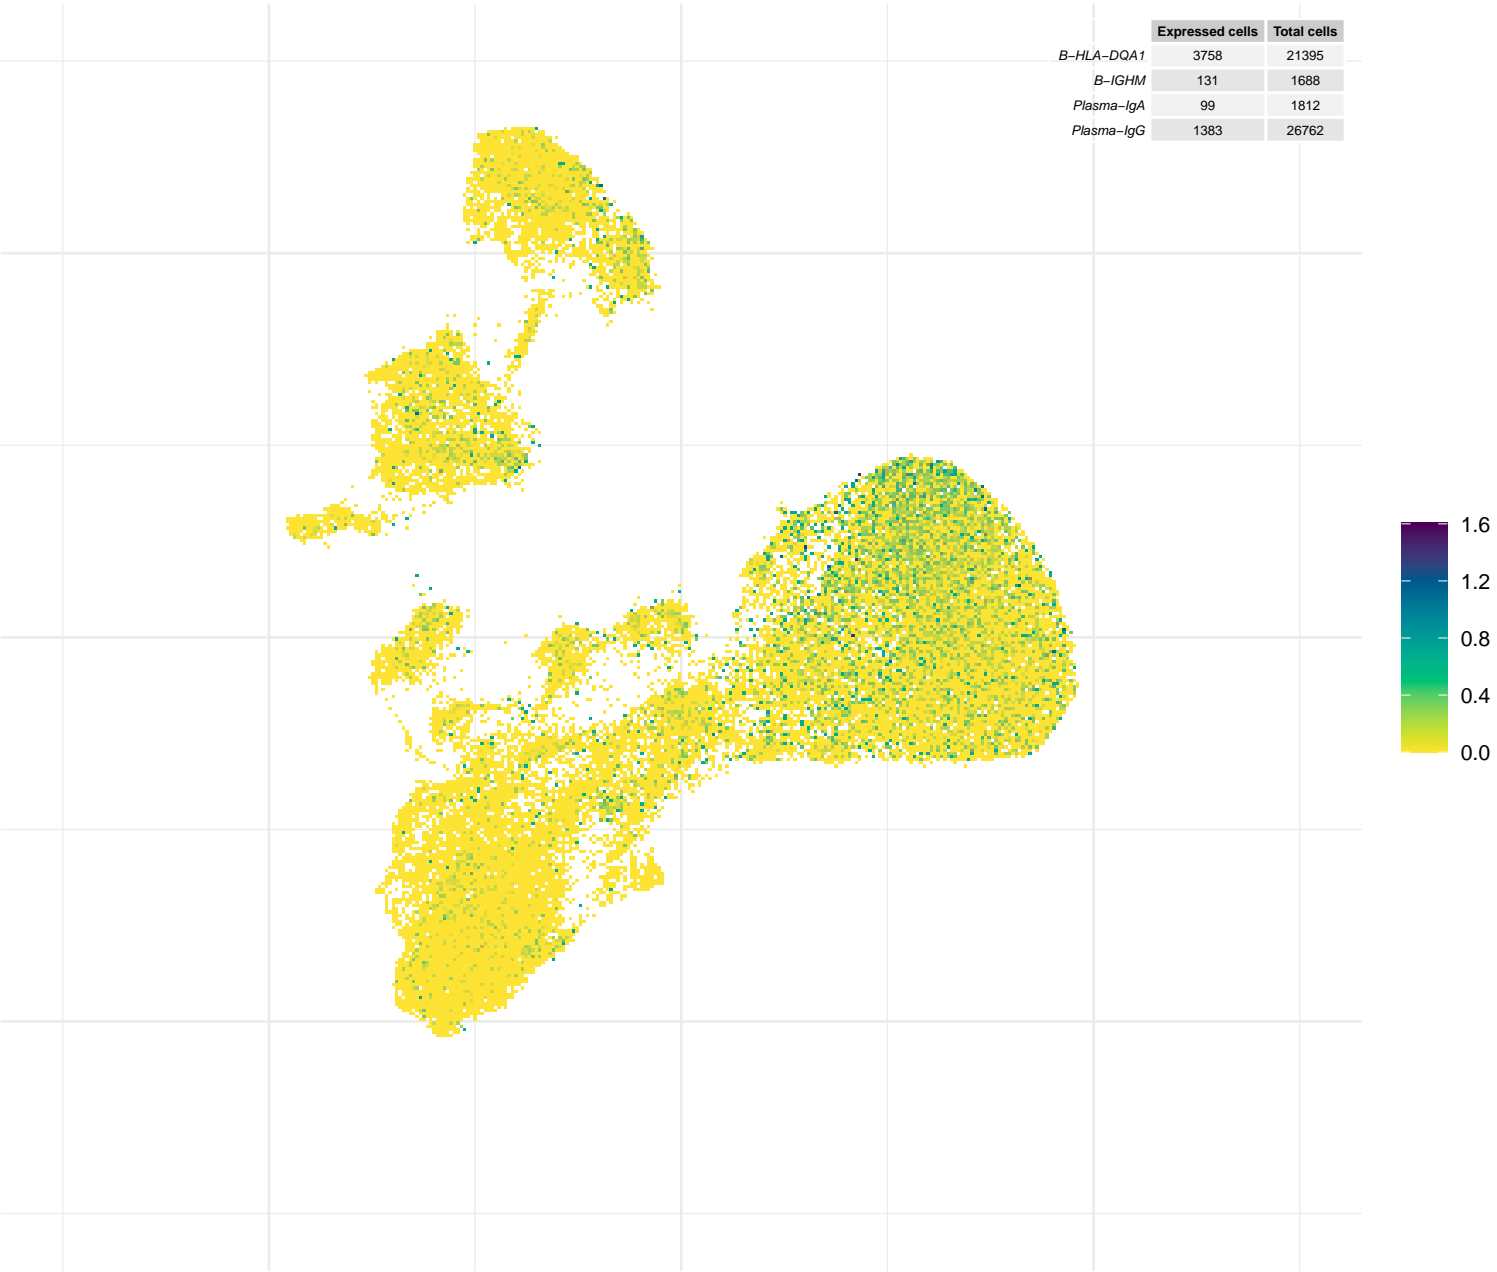 Expressed cells Total cells
B−HLA−DQA1 3758 21395
B−IGHM 131 1688
Plasma−IgA 99 1812
Plasma−IgG 1383 26762
1.6
1.2
0.8
0.4
0.0